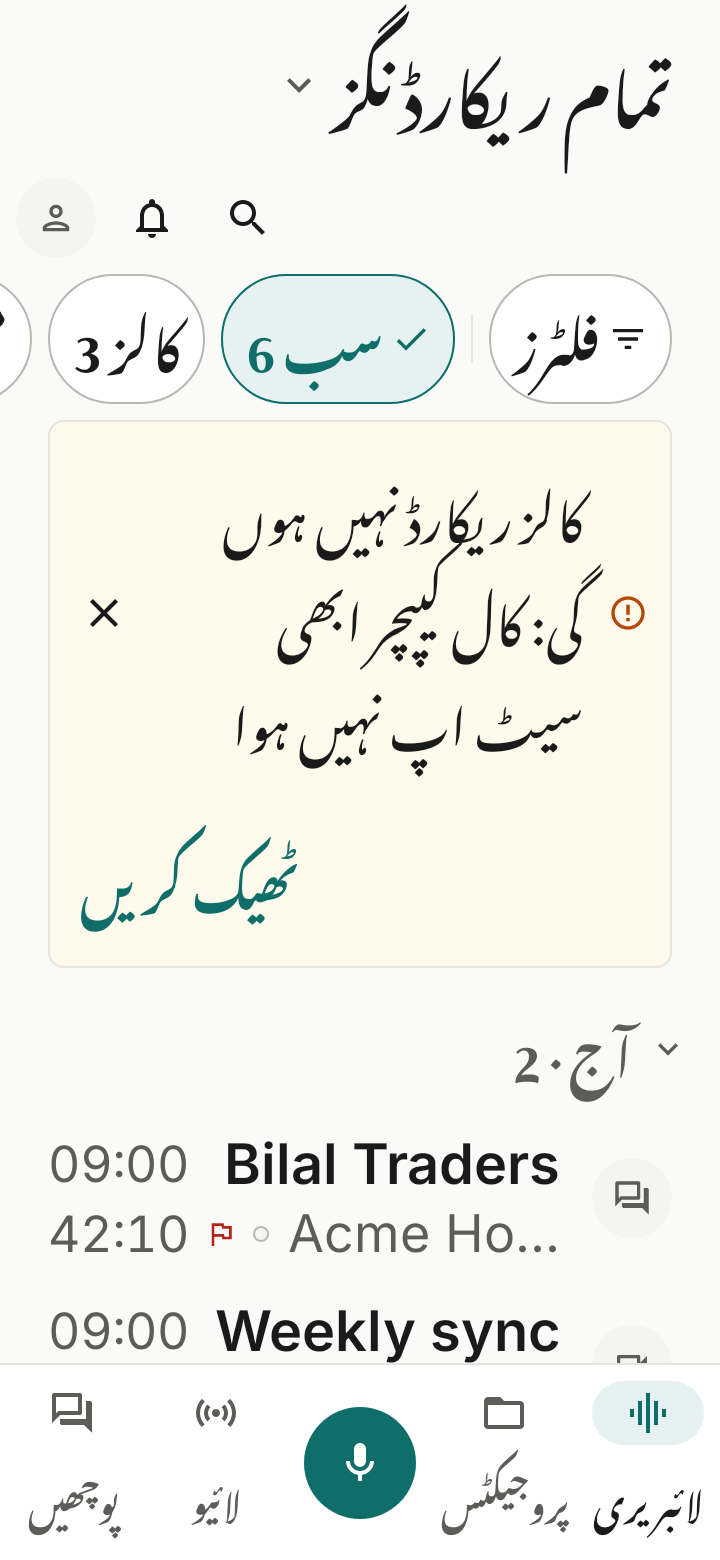 تمام ریکارڈنگز
فلٹرز
سب 6
کالز 3
کالز ریکارڈ نہیں ہوں
گی: کال کیپچر ابھی
سیٹ اپ نہیں ہوا
ٹھیک کریں
آج · 2
Bilal Traders 09:00
Acme Ho... 42:10
Weekly sync 09:00
لائبریری
پروجیکٹس
لائیو
پوچھیں